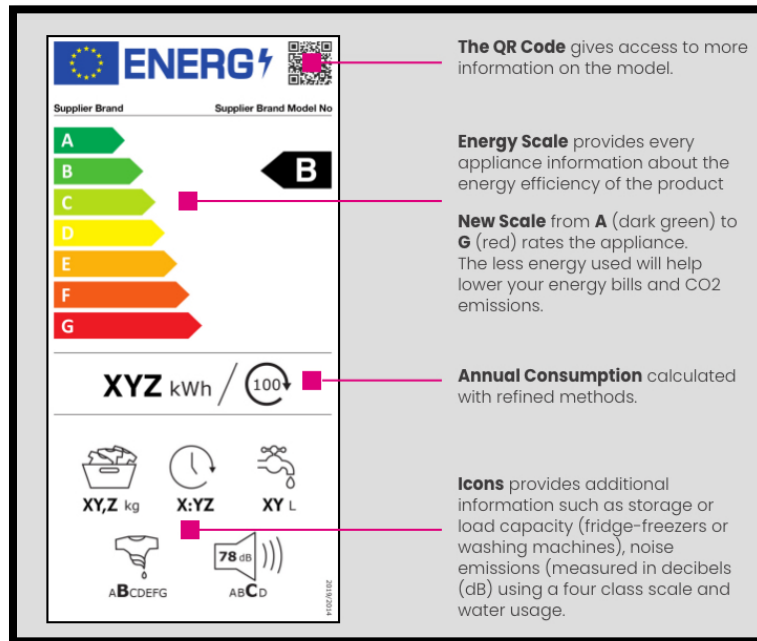 ENERG
Supplier Brand
Supplier Brand Model No
A
B
C
D
E
F
G
B
XYZ kWh / 100
XY,Z kg
X:YZ
XY L
ABCDEFG
78 dB
ABCD
2019/2014
The QR Code gives access to more
information on the model.
Energy Scale provides every
appliance information about the
energy efficiency of the product
New Scale from A (dark green) to
G (red) rates the appliance.
The less energy used will help
lower your energy bills and CO2
emissions.
Annual Consumption calculated
with refined methods.
Icons provides additional
information such as storage or
load capacity (fridge-freezers or
washing machines), noise
emissions (measured in decibels
(dB) using a four class scale and
water usage.